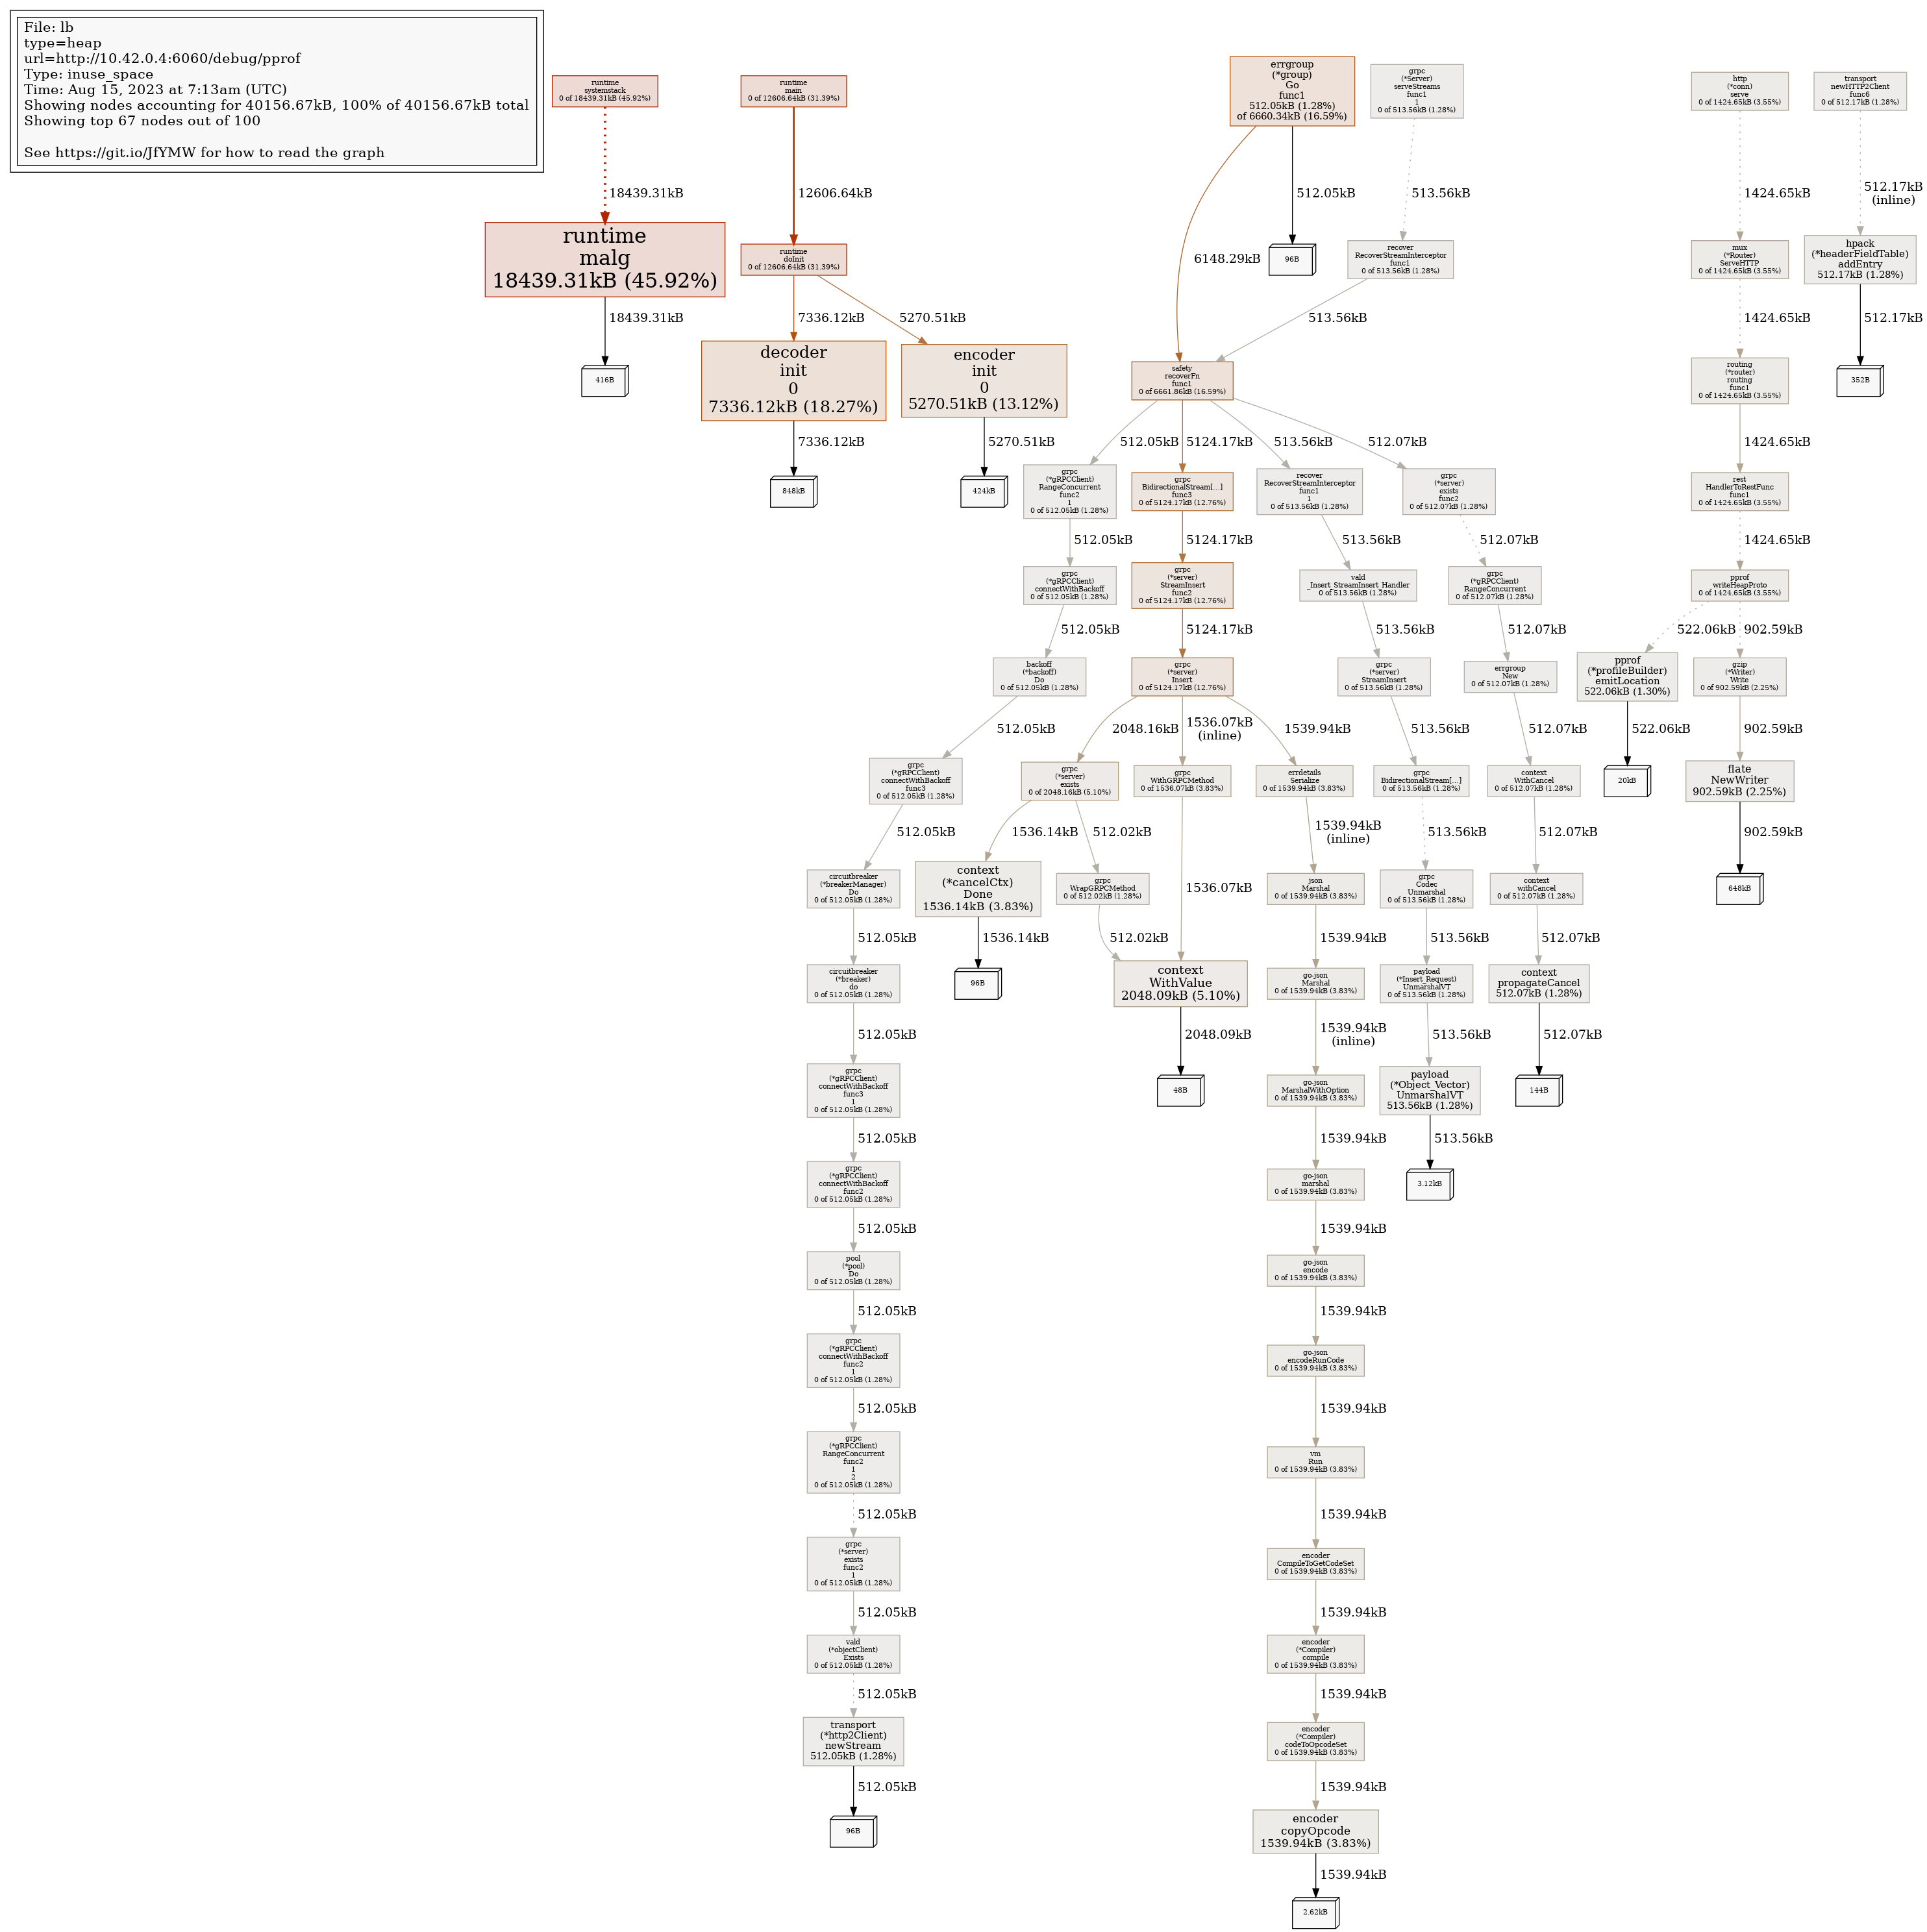 File: lb
type=heap
url=http://10.42.0.4:6060/debug/pprof
Type: inuse_space
Time: Aug 15, 2023 at 7:13am (UTC)
Showing nodes accounting for 40156.67kB, 100% of 40156.67kB total
Showing top 67 nodes out of 100
See https://git.io/JfYMW for how to read the graph
runtime
systemstack
0 of 18439.31kB (45.92%)
18439.31kB
runtime
malg
18439.31kB (45.92%)
18439.31kB
416B
runtime
main
0 of 12606.64kB (31.39%)
12606.64kB
runtime
doInit
0 of 12606.64kB (31.39%)
7336.12kB
5270.51kB
decoder
init
0
7336.12kB (18.27%)
7336.12kB
848kB
encoder
init
0
5270.51kB (13.12%)
5270.51kB
424kB
errgroup
(*group)
Go
func1
512.05kB (1.28%)
of 6660.34kB (16.59%)
6148.29kB
512.05kB
96B
grpc
(*Server)
serveStreams
func1
1
0 of 513.56kB (1.28%)
513.56kB
recover
RecoverStreamInterceptor
func1
0 of 513.56kB (1.28%)
513.56kB
safety
recoverFn
func1
0 of 6661.86kB (16.59%)
512.05kB
5124.17kB
513.56kB
512.07kB
grpc
(*gRPCClient)
RangeConcurrent
func2
1
0 of 512.05kB (1.28%)
512.05kB
grpc
(*gRPCClient)
connectWithBackoff
0 of 512.05kB (1.28%)
512.05kB
backoff
(*backoff)
Do
0 of 512.05kB (1.28%)
512.05kB
grpc
(*gRPCClient)
connectWithBackoff
func3
0 of 512.05kB (1.28%)
512.05kB
circuitbreaker
(*breakerManager)
Do
0 of 512.05kB (1.28%)
512.05kB
circuitbreaker
(*breaker)
do
0 of 512.05kB (1.28%)
512.05kB
grpc
(*gRPCClient)
connectWithBackoff
func3
1
0 of 512.05kB (1.28%)
512.05kB
grpc
(*gRPCClient)
connectWithBackoff
func2
0 of 512.05kB (1.28%)
512.05kB
pool
(*pool)
Do
0 of 512.05kB (1.28%)
512.05kB
grpc
(*gRPCClient)
connectWithBackoff
func2
1
0 of 512.05kB (1.28%)
512.05kB
grpc
(*gRPCClient)
RangeConcurrent
func2
1
2
0 of 512.05kB (1.28%)
512.05kB
grpc
(*server)
exists
func2
1
0 of 512.05kB (1.28%)
512.05kB
vald
(*objectClient)
Exists
0 of 512.05kB (1.28%)
512.05kB
transport
(*http2Client)
newStream
512.05kB (1.28%)
512.05kB
96B
grpc
BidirectionalStream[…]
func3
0 of 5124.17kB (12.76%)
5124.17kB
grpc
(*server)
StreamInsert
func2
0 of 5124.17kB (12.76%)
5124.17kB
grpc
(*server)
Insert
0 of 5124.17kB (12.76%)
2048.16kB
1536.07kB
(inline)
1539.94kB
grpc
(*server)
exists
0 of 2048.16kB (5.10%)
1536.14kB
512.02kB
context
(*cancelCtx)
Done
1536.14kB (3.83%)
1536.14kB
96B
grpc
WrapGRPCMethod
0 of 512.02kB (1.28%)
512.02kB
grpc
WithGRPCMethod
0 of 1536.07kB (3.83%)
1536.07kB
context
WithValue
2048.09kB (5.10%)
2048.09kB
48B
errdetails
Serialize
0 of 1539.94kB (3.83%)
1539.94kB
(inline)
json
Marshal
0 of 1539.94kB (3.83%)
1539.94kB
go-json
Marshal
0 of 1539.94kB (3.83%)
1539.94kB
(inline)
go-json
MarshalWithOption
0 of 1539.94kB (3.83%)
1539.94kB
go-json
marshal
0 of 1539.94kB (3.83%)
1539.94kB
go-json
encode
0 of 1539.94kB (3.83%)
1539.94kB
go-json
encodeRunCode
0 of 1539.94kB (3.83%)
1539.94kB
vm
Run
0 of 1539.94kB (3.83%)
1539.94kB
encoder
CompileToGetCodeSet
0 of 1539.94kB (3.83%)
1539.94kB
encoder
(*Compiler)
compile
0 of 1539.94kB (3.83%)
1539.94kB
encoder
(*Compiler)
codeToOpcodeSet
0 of 1539.94kB (3.83%)
1539.94kB
encoder
copyOpcode
1539.94kB (3.83%)
1539.94kB
2.62kB
recover
RecoverStreamInterceptor
func1
1
0 of 513.56kB (1.28%)
513.56kB
vald
_Insert_StreamInsert_Handler
0 of 513.56kB (1.28%)
513.56kB
grpc
(*server)
StreamInsert
0 of 513.56kB (1.28%)
513.56kB
grpc
BidirectionalStream[…]
0 of 513.56kB (1.28%)
513.56kB
grpc
Codec
Unmarshal
0 of 513.56kB (1.28%)
513.56kB
payload
(*Insert_Request)
UnmarshalVT
0 of 513.56kB (1.28%)
513.56kB
payload
(*Object_Vector)
UnmarshalVT
513.56kB (1.28%)
513.56kB
3.12kB
grpc
(*server)
exists
func2
0 of 512.07kB (1.28%)
512.07kB
grpc
(*gRPCClient)
RangeConcurrent
0 of 512.07kB (1.28%)
512.07kB
errgroup
New
0 of 512.07kB (1.28%)
512.07kB
context
WithCancel
0 of 512.07kB (1.28%)
512.07kB
context
withCancel
0 of 512.07kB (1.28%)
512.07kB
context
propagateCancel
512.07kB (1.28%)
512.07kB
144B
http
(*conn)
serve
0 of 1424.65kB (3.55%)
1424.65kB
mux
(*Router)
ServeHTTP
0 of 1424.65kB (3.55%)
1424.65kB
routing
(*router)
routing
func1
0 of 1424.65kB (3.55%)
1424.65kB
rest
HandlerToRestFunc
func1
0 of 1424.65kB (3.55%)
1424.65kB
pprof
writeHeapProto
0 of 1424.65kB (3.55%)
522.06kB
902.59kB
pprof
(*profileBuilder)
emitLocation
522.06kB (1.30%)
522.06kB
20kB
gzip
(*Writer)
Write
0 of 902.59kB (2.25%)
902.59kB
flate
NewWriter
902.59kB (2.25%)
902.59kB
648kB
transport
newHTTP2Client
func6
0 of 512.17kB (1.28%)
512.17kB
(inline)
hpack
(*headerFieldTable)
addEntry
512.17kB (1.28%)
512.17kB
352B